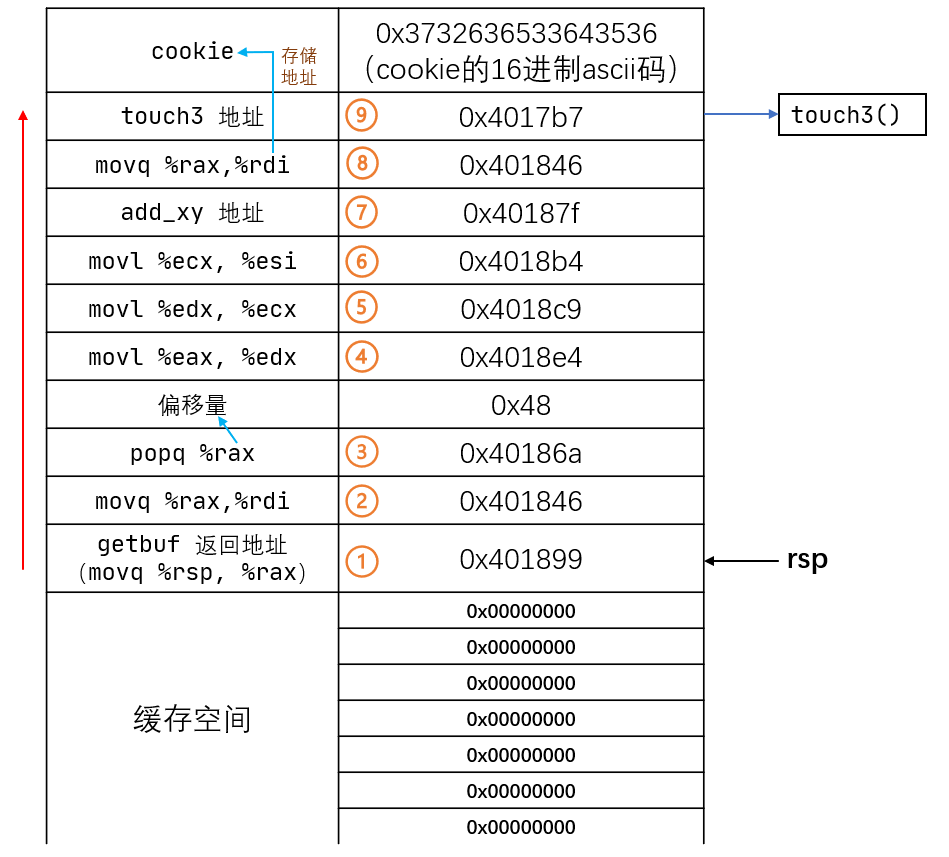 cookie
存储
地址
0x3732636533643536
（cookie的16进制ascii码）
touch3 地址
⑨
0x4017b7
touch3()
movq %rax,%rdi
⑧
0x401846
add_xy 地址
⑦
0x40187f
movl %ecx, %esi
⑥
0x4018b4
movl %edx, %ecx
⑤
0x4018c9
movl %eax, %edx
④
0x4018e4
偏移量
0x48
popq %rax
③
0x40186a
movq %rax,%rdi
②
0x401846
getbuf 返回地址
（movq %rsp, %rax）
①
0x401899
rsp
缓存空间
0x00000000
0x00000000
0x00000000
0x00000000
0x00000000
0x00000000
0x00000000